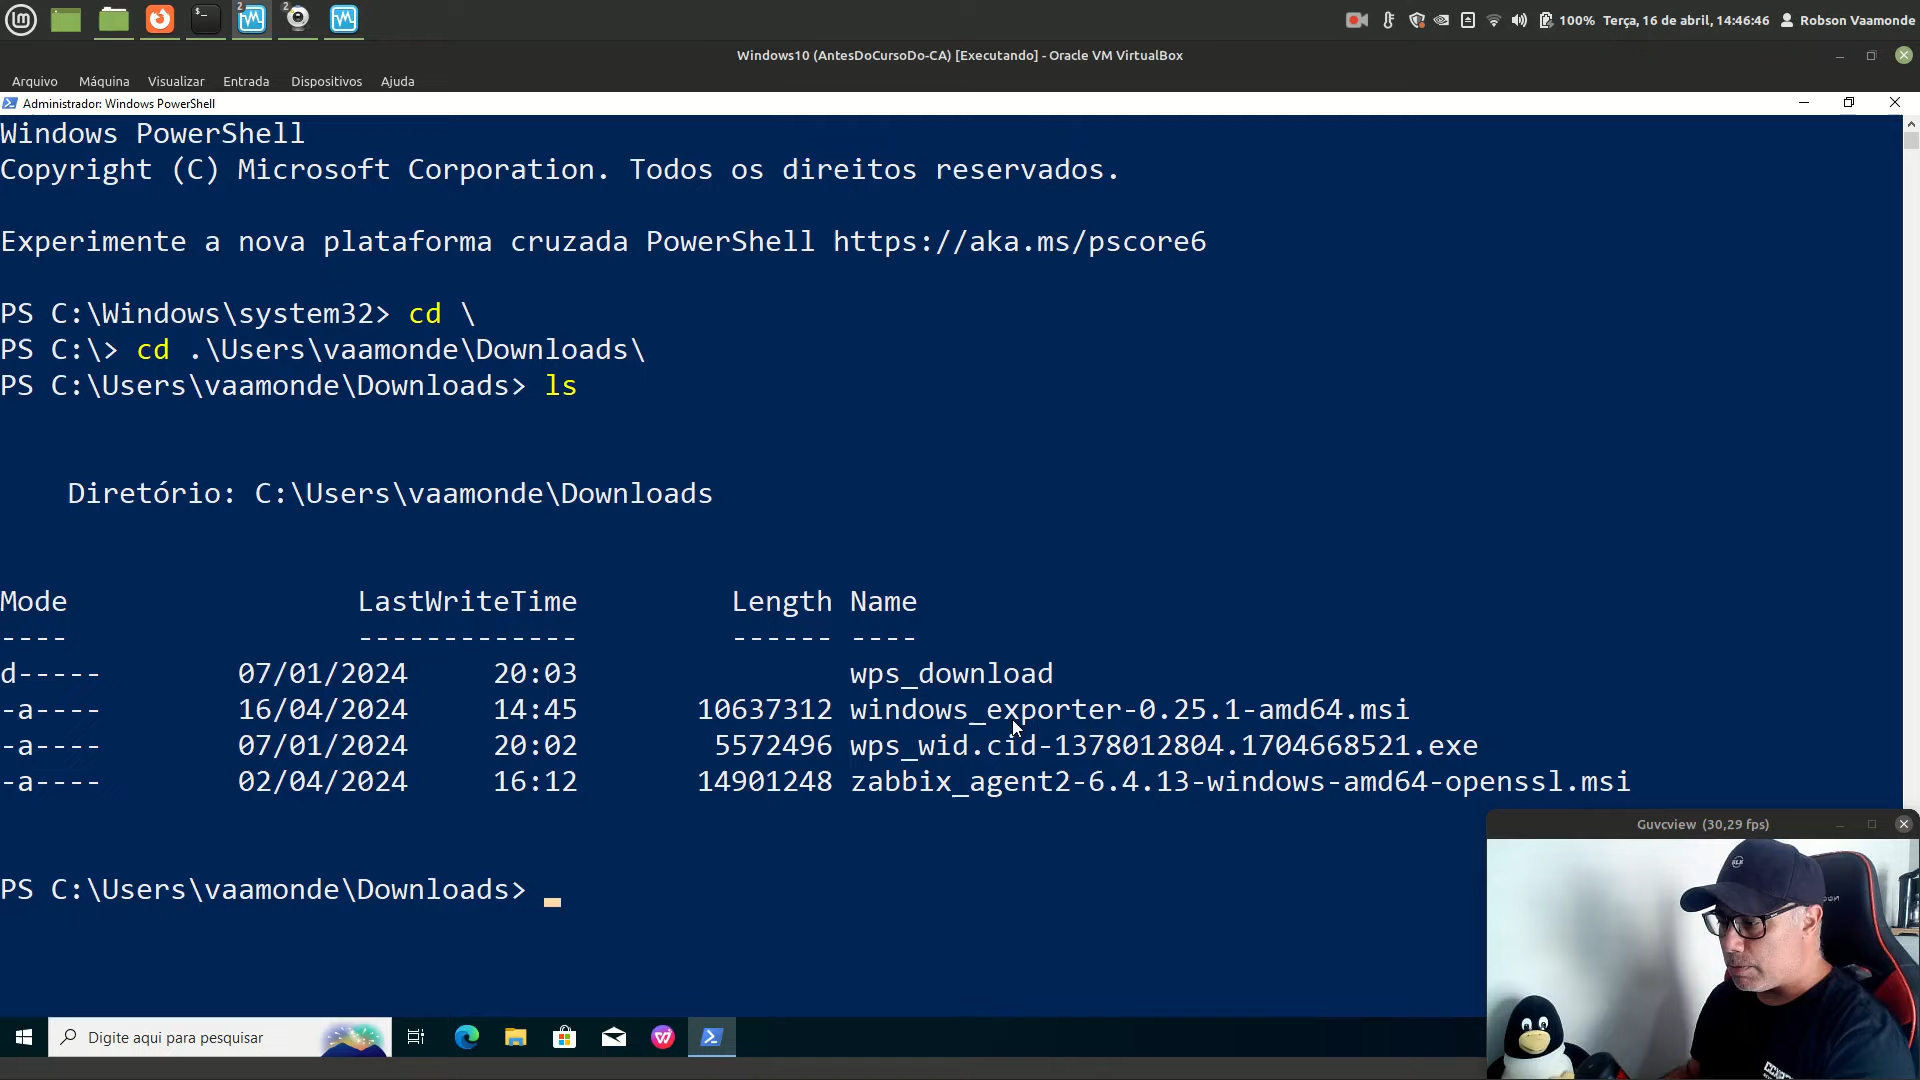 100% Terça, 16 de abril, 14:46:46 Robson Vaamonde
Windows10 (AntesDoCursoDo-CA) [Executando] - Oracle VM VirtualBox
Arquivo Máquina Visualizar Entrada Dispositivos Ajuda
Administrador: Windows PowerShell
Windows PowerShell
Copyright (C) Microsoft Corporation. Todos os direitos reservados.
Experimente a nova plataforma cruzada PowerShell https://aka.ms/pscore6
PS C:\Windows\system32> cd \
PS C:\> cd .\Users\vaamonde\Downloads\
PS C:\Users\vaamonde\Downloads> ls
Diretório: C:\Users\vaamonde\Downloads
Mode LastWriteTime Length Name
---- ------------- ------ ----
d----- 07/01/2024 20:03 wps_download
-a---- 16/04/2024 14:45 10637312 windows_exporter-0.25.1-amd64.msi
-a---- 07/01/2024 20:02 5572496 wps_wid.cid-1378012804.1704668521.exe
-a---- 02/04/2024 16:12 14901248 zabbix_agent2-6.4.13-windows-amd64-openssl.msi
PS C:\Users\vaamonde\Downloads>
Guvcview (30,29 fps)
Digite aqui para pesquisar